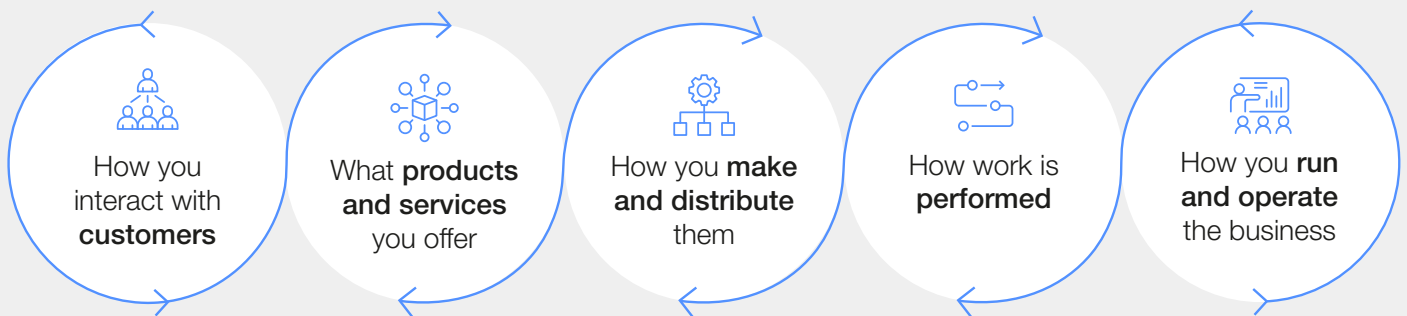 How you
interact with
customers
What products
and services
you offer
How you make
and distribute
them
How work is
performed
How you run
and operate
the business